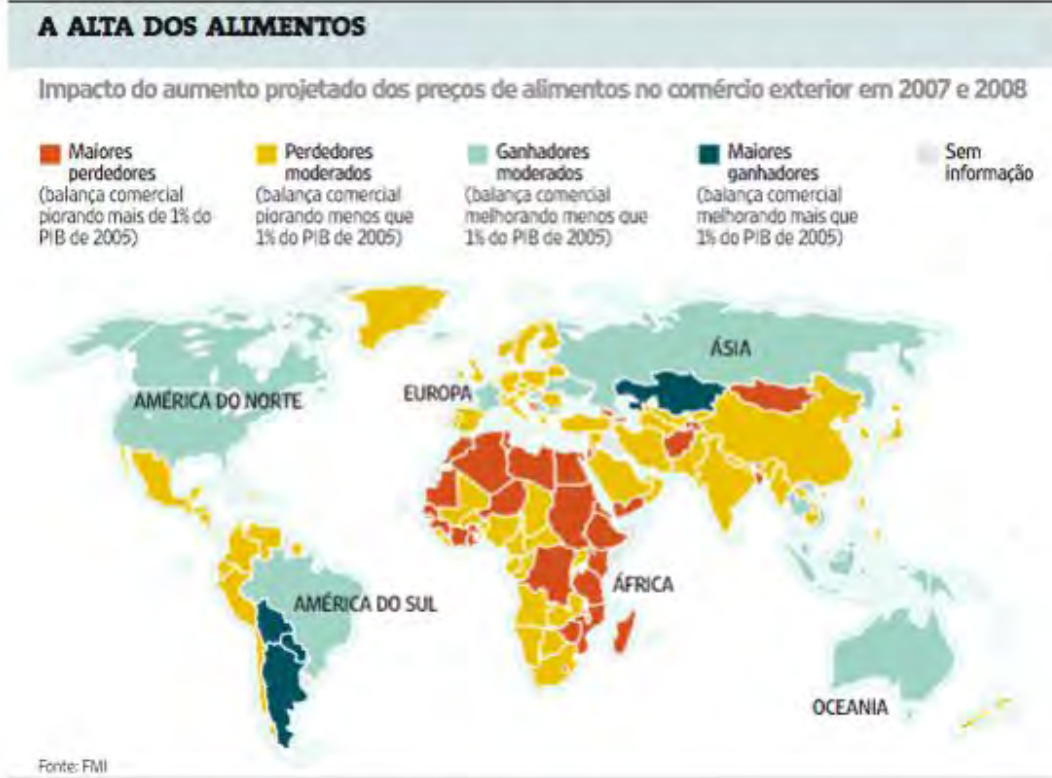 A ALTA DOS ALIMENTOS
Impacto do aumento projetado dos preços de alimentos no comércio exterior em 2007 e 2008
Maiores
perdedores
(balança comercial
piorando mais de 1% do
PIB de 2005)
Perdedores
moderados
(balança comercial
piorando menos que
1% do PIB de 2005)
Ganhadores
moderados
(balança comercial
melhorando menos que
1% do PIB de 2005)
Maiores
ganhadores
(balança comercial
melhorando mais que
1% do PIB de 2005)
Sem
informação
ÁSIA
EUROPA
AMÉRICA DO NORTE
ÁFRICA
AMÉRICA DO SUL
OCEANIA
Fonte: FMI